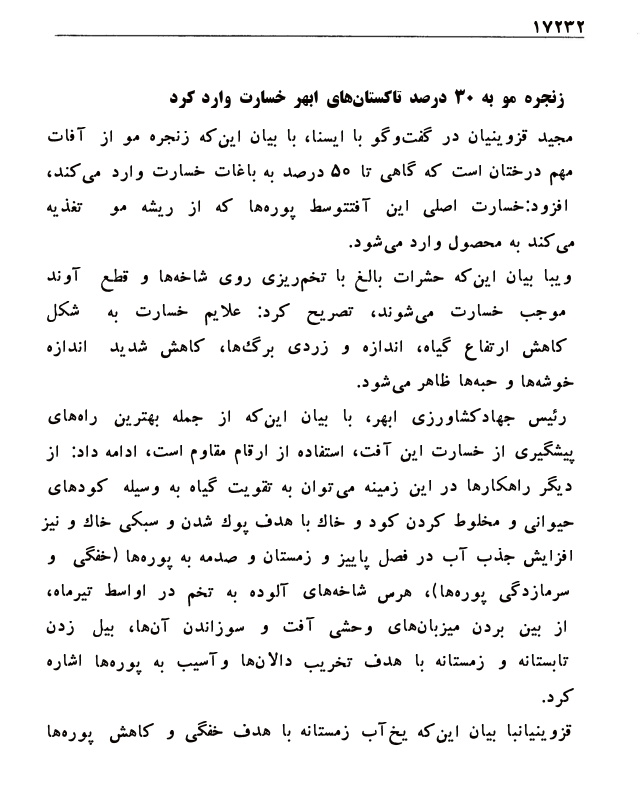 ۱۷۲۳۲
زنجره مو به ۳۰ درصد تاکستان‌های ابهر خسارت وارد کرد
مجید قزوینیان در گفت‌وگو با ایسنا، با بیان این‌که زنجره مو از آفات
مهم درختان است که گاهی تا ۵۰ درصد به باغات خسارت وارد می‌کند،
افزود:خسارت اصلی این آفتتوسط پوره‌ها که از ریشه مو تغذیه
می‌کند به محصول وارد می‌شود.
ویبا بیان این‌که حشرات بالغ با تخم‌ریزی روی شاخه‌ها و قطع آوند
موجب خسارت می‌شوند، تصریح کرد: علایم خسارت به شکل
کاهش ارتفاع گیاه، اندازه و زردی برگ‌ها، کاهش شدید اندازه
خوشه‌ها و حبه‌ها ظاهر می‌شود.
رئیس جهادکشاورزی ابهر، با بیان این‌که از جمله بهترین راه‌های
پیشگیری از خسارت این آفت، استفاده از ارقام مقاوم است، ادامه داد: از
دیگر راهکارها در این زمینه می‌توان به تقویت گیاه به وسیله کودهای
حیوانی و مخلوط کردن کود و خاک با هدف پوک شدن و سبکی خاک و نیز
افزایش جذب آب در فصل پاییز و زمستان و صدمه به پوره‌ها (خفگی و
سرمازدگی پوره‌ها)، هرس شاخه‌های آلوده به تخم در اواسط تیرماه،
از بین بردن میزبان‌های وحشی آفت و سوزاندن آن‌ها، بیل زدن
تابستانه و زمستانه با هدف تخریب دالان‌ها وآسیب به پوره‌ها اشاره
کرد.
قزوینیانبا بیان این‌که یخ‌آب زمستانه با هدف خفگی و کاهش پوره‌ها